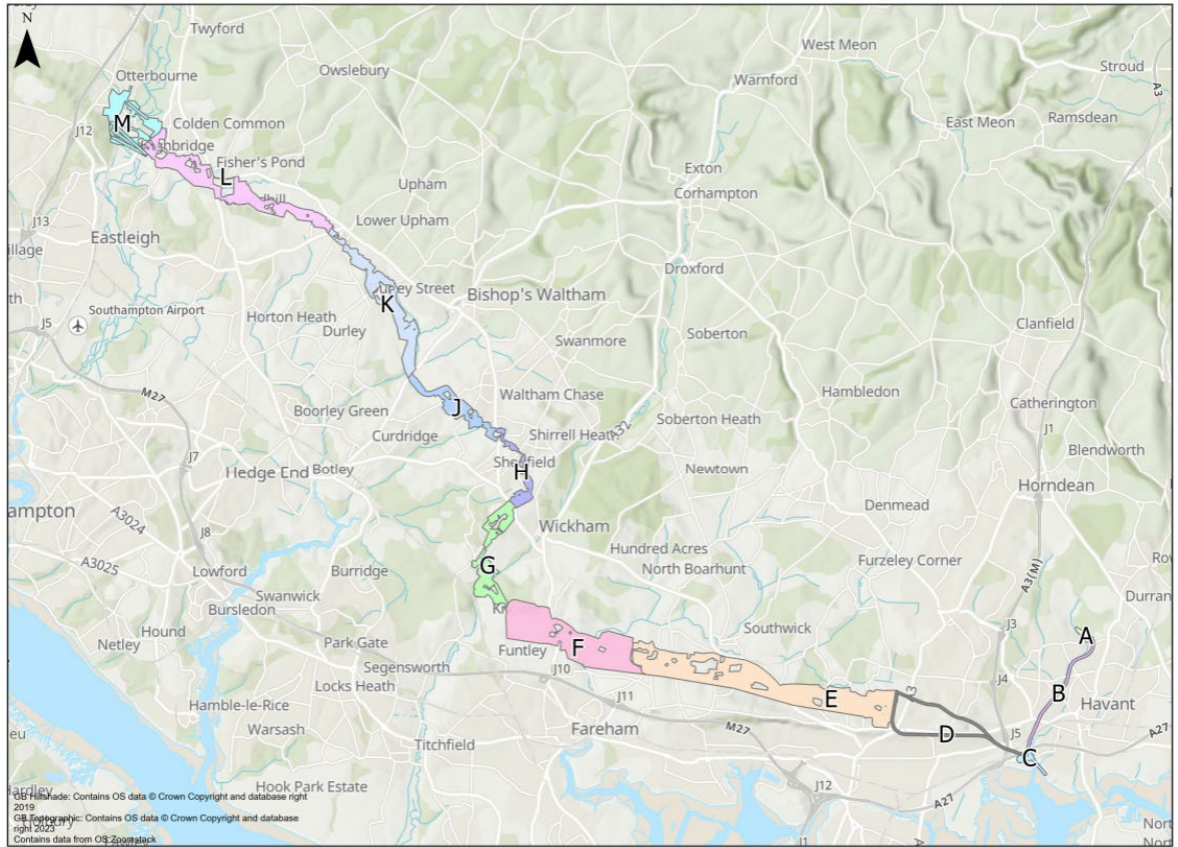 N
Twyford
West Meon
Otterbourne
Owslebury
Warnford
Stroud
A3
M
J12
Colden Common
East Meon
Ramsdean
Fisher's Pond
L
Exton
Upham
Corhampton
J13
Lower Upham
Eastleigh
Droxford
K
Bishop's Waltham
Southampton Airport
Horton Heath
Durley
Clanfield
J5
Swanmore
Soberton
M27
Waltham Chase
Hambledon
J
Boorley Green
Catherington
Curdridge
Shirrell Heath
A32
Soberton Heath
J1
J7
H
Blendworth
Hedge End
Botley
Newtown
Horndean
A3024
Denmead
J8
Wickham
A3025
G
Hundred Acres
Furzeley Corner
Lowford
Burridge
North Boarhunt
A3(M)
Swanwick
Bursledon
Netley
Hound
Park Gate
Southwick
J3
A
Funtley
F
Segensworth
J10
J4
Locks Heath
J11
E
B
Havant
Hamble-le-Rice
Warsash
Fareham
M27
D
J5
A27
Titchfield
C
Hook Park Estate
J12
A27
J1
GB Hillshade: Contains OS data © Crown Copyright and database right
2019
GB Topographic: Contains OS data © Crown Copyright and database
right 2023
Contains data from OS Zoomstack